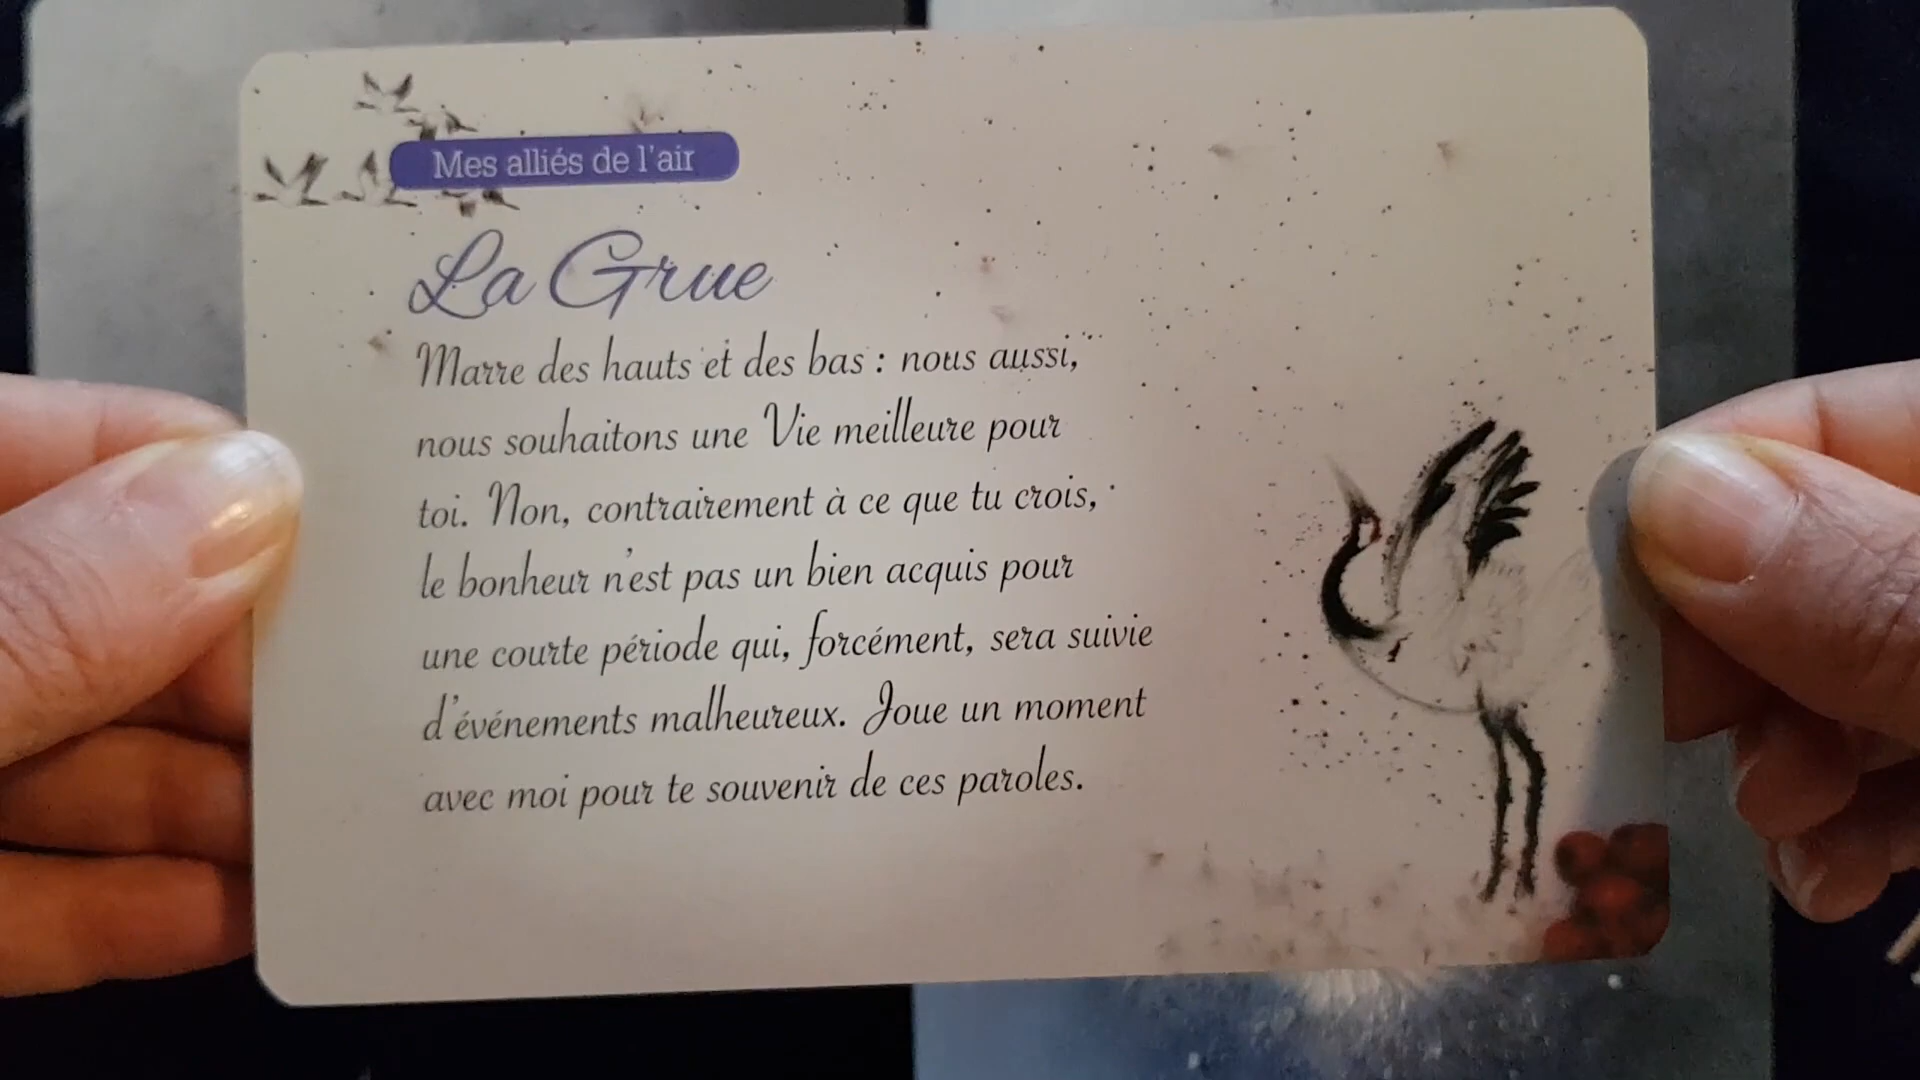 Mes alliés de l'air
La Grue
Marre des hauts et des bas : nous aussi,
nous souhaitons une Vie meilleure pour
toi. Non, contrairement à ce que tu crois,
le bonheur n'est pas un bien acquis pour
une courte période qui, forcément, sera suivie
d'événements malheureux. Joue un moment
avec moi pour te souvenir de ces paroles.